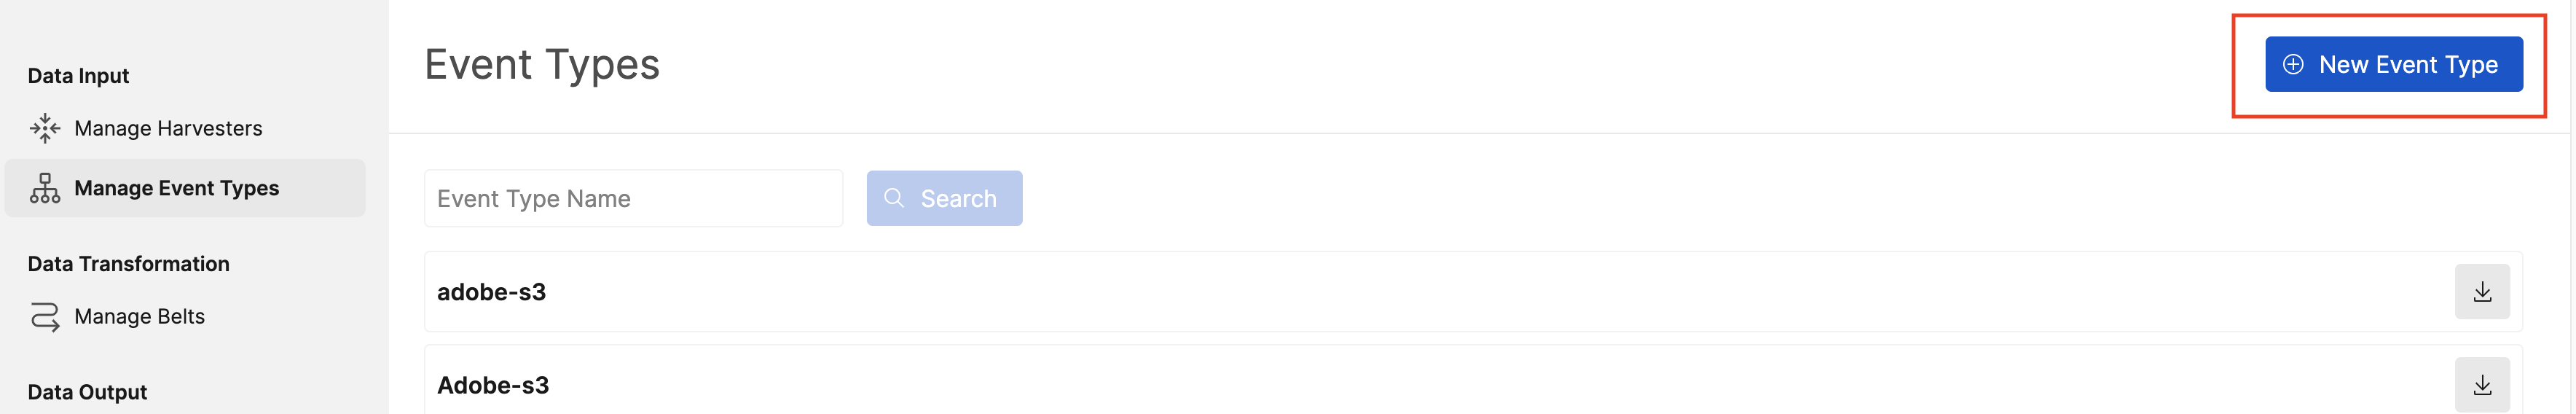 Data Input
Manage Harvesters
Manage Event Types
Data Transformation
Manage Belts
Data Output
Event Types
New Event Type
Event Type Name
Search
adobe-s3
Adobe-s3